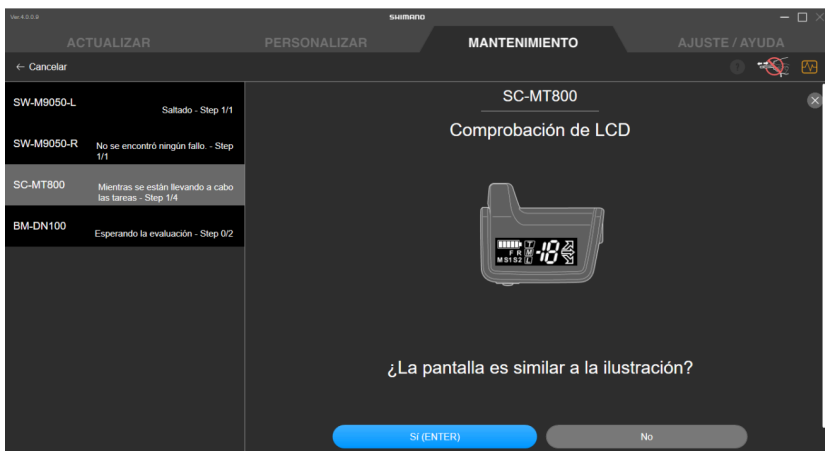 Ver 4.0.0.0
SHIMANO
ACTUALIZAR
PERSONALIZAR
MANTENIMIENTO
AJUSTE / AYUDA
← Cancelar
SW-M9050-L
Saltado - Step 1/1
SW-M9050-R
No se encontró ningún fallo. - Step
1/1
SC-MT800
Mientras se están llevando a cabo
las tareas - Step 1/4
BM-DN100
Esperando la evaluación - Step 0/2
SC-MT800
Comprobación de LCD
T
F R M -18
M S1 S2 L
¿La pantalla es similar a la ilustración?
SÍ (ENTER)
No